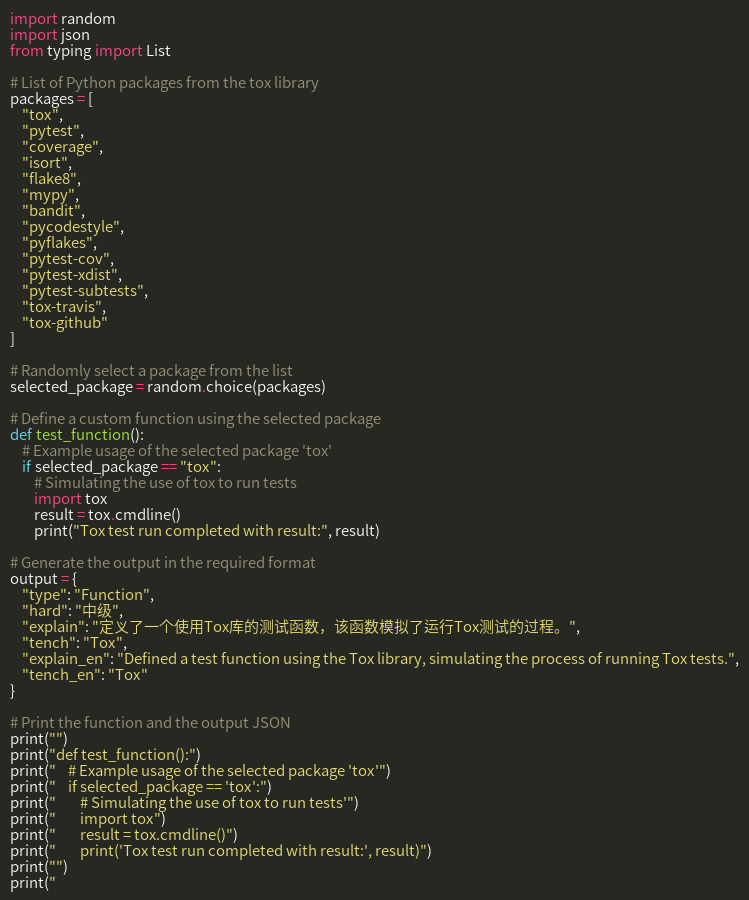 import random
import json
from typing import List

# List of Python packages from the tox library
packages = [
    "tox",
    "pytest",
    "coverage",
    "isort",
    "flake8",
    "mypy",
    "bandit",
    "pycodestyle",
    "pyflakes",
    "pytest-cov",
    "pytest-xdist",
    "pytest-subtests",
    "tox-travis",
    "tox-github"
]

# Randomly select a package from the list
selected_package = random.choice(packages)

# Define a custom function using the selected package
def test_function():
    # Example usage of the selected package 'tox'
    if selected_package == "tox":
        # Simulating the use of tox to run tests
        import tox
        result = tox.cmdline()
        print("Tox test run completed with result:", result)

# Generate the output in the required format
output = {
    "type": "Function",
    "hard": "中级",
    "explain": "定义了一个使用Tox库的测试函数，该函数模拟了运行Tox测试的过程。",
    "tench": "Tox",
    "explain_en": "Defined a test function using the Tox library, simulating the process of running Tox tests.",
    "tench_en": "Tox"
}

# Print the function and the output JSON
print("")
print("def test_function():")
print("    # Example usage of the selected package 'tox'")
print("    if selected_package == 'tox':")
print("        # Simulating the use of tox to run tests'")
print("        import tox")
print("        result = tox.cmdline()")
print("        print('Tox test run completed with result:', result)")
print("")
print("